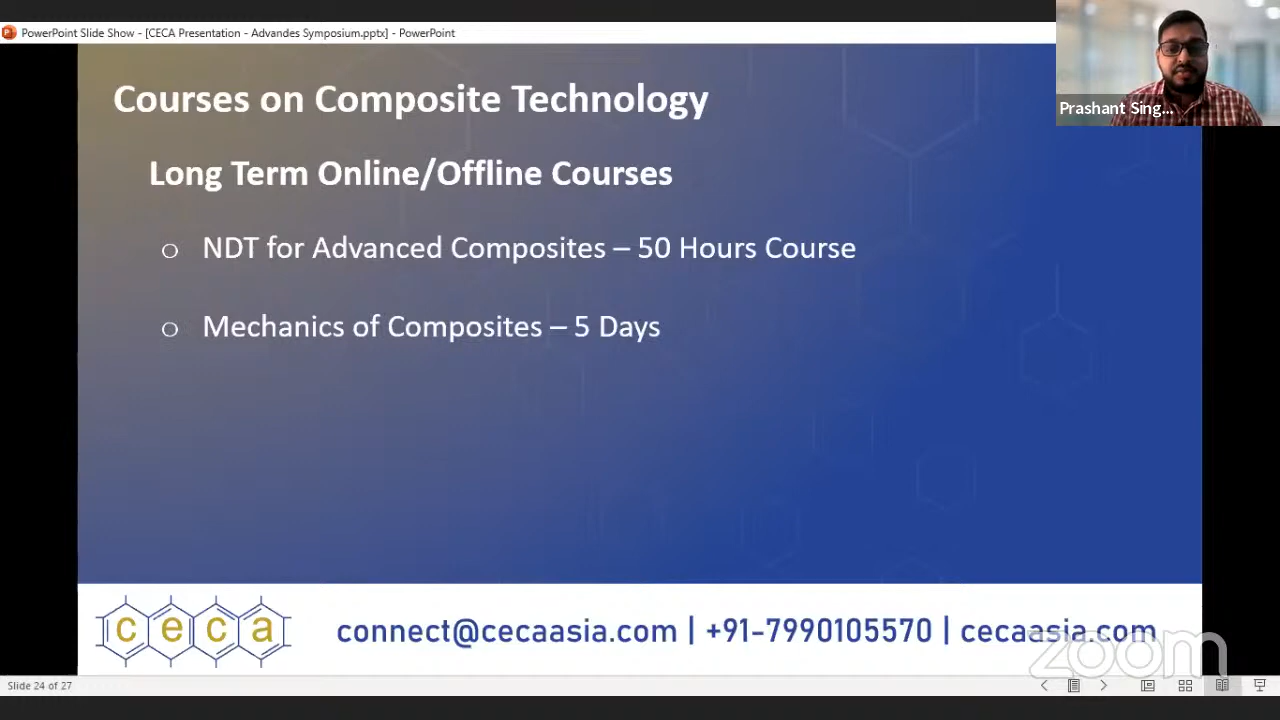 PowerPoint Slide Show - [CECA Presentation - Advandes Symposium.pptx] - PowerPoint
Prashant Sing...
Courses on Composite Technology
Long Term Online/Offline Courses
o NDT for Advanced Composites – 50 Hours Course
o Mechanics of Composites – 5 Days
ceca
connect@cecaasia.com | +91-7990105570 | cecaasia.com
zoom
Slide 24 of 27